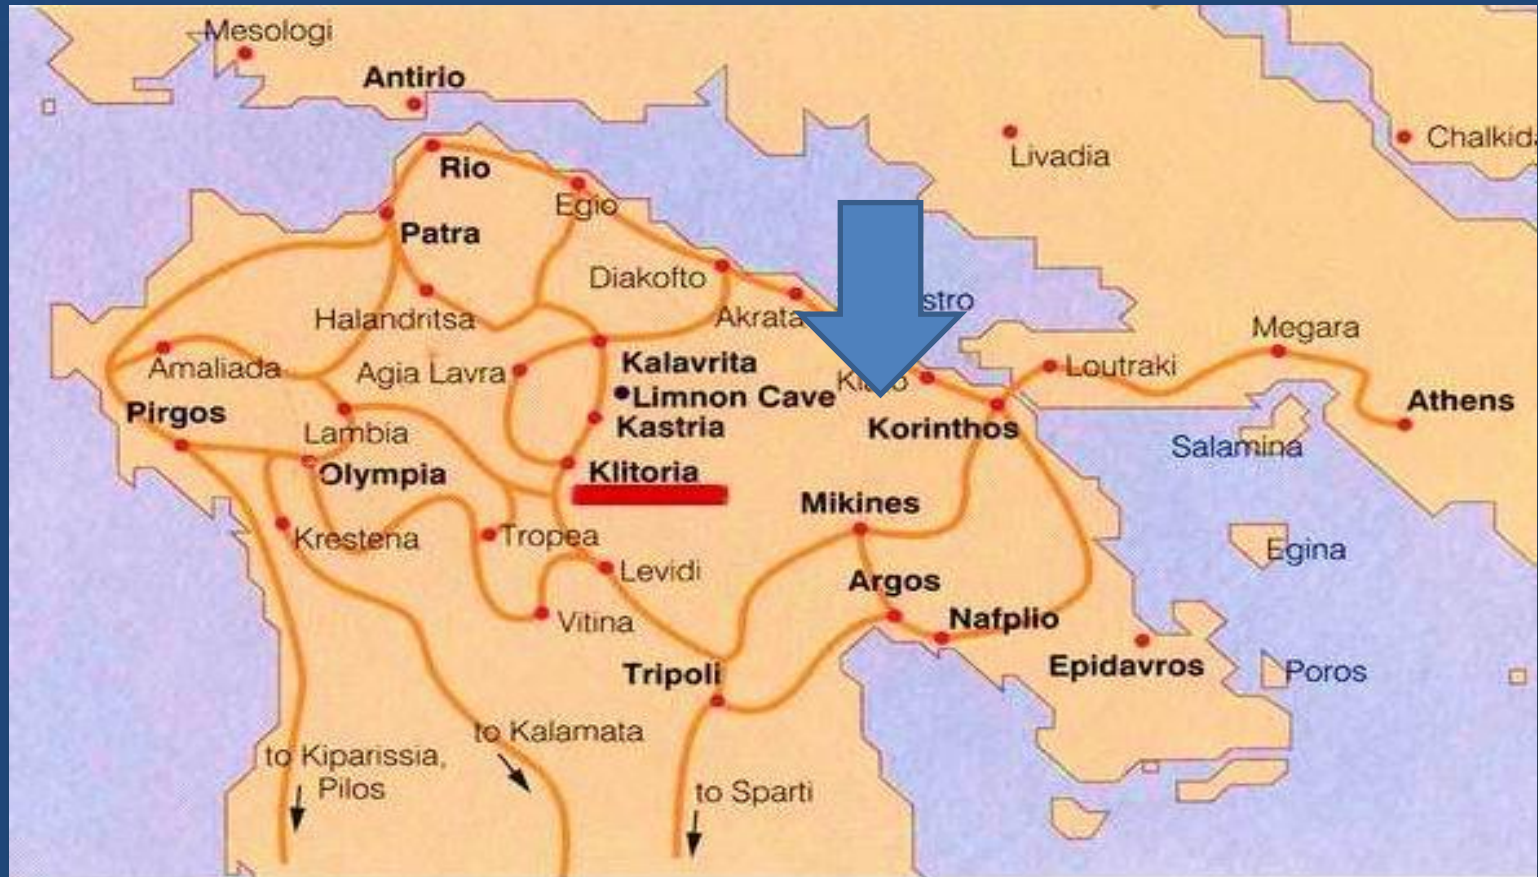 Mesologi
Antirio
Livadia
Chalkid
Rio
Egio
Patra
Diakofto
Halandritsa
Akrata
stro
Megara
Amaliada
Agia Lavra
Kalavrita
Loutraki
Limnon Cave
Pirgos
Kastria
Korinthos
Athens
Lambia
Salamina
Olympia
Klitoria
Mikines
Krestena
Tropea
Egina
Levidi
Argos
Vitina
Nafplio
Tripoli
Epidavros
Poros
to Kalamata
to Kiparissia,
Pilos
to Sparti